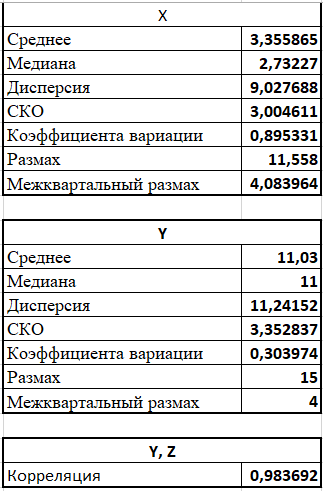 X
Среднее 3,355865
Медиана 2,73227
Дисперсия 9,027688
СКО 3,004611
Коэффициента вариации 0,895331
Размах 11,558
Межквартальный размах 4,083964
Y
Среднее 11,03
Медиана 11
Дисперсия 11,24152
СКО 3,352837
Коэффициента вариации 0,303974
Размах 15
Межквартальный размах 4
Y, Z
Корреляция 0,983692